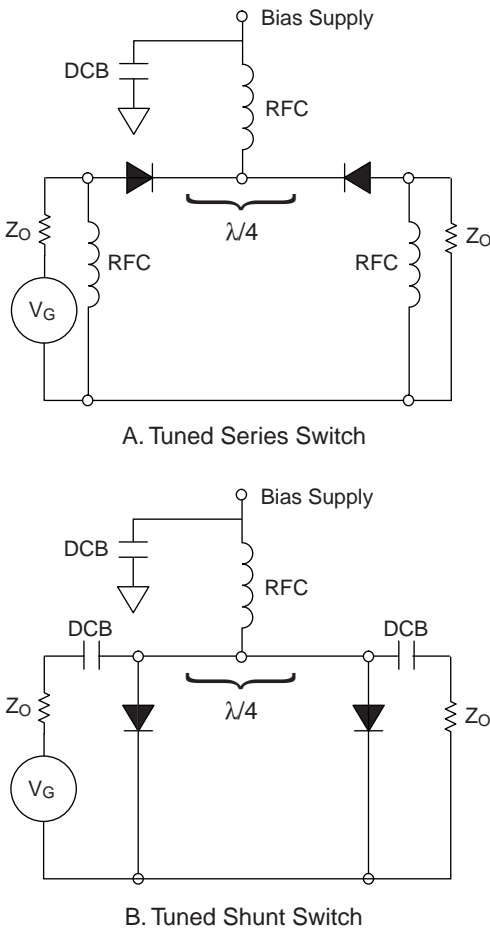 Bias Supply
DCB
RFC
λ/4
ZO
RFC
RFC
ZO
VG
A. Tuned Series Switch
Bias Supply
DCB
RFC
DCB
DCB
λ/4
ZO
ZO
VG
B. Tuned Shunt Switch